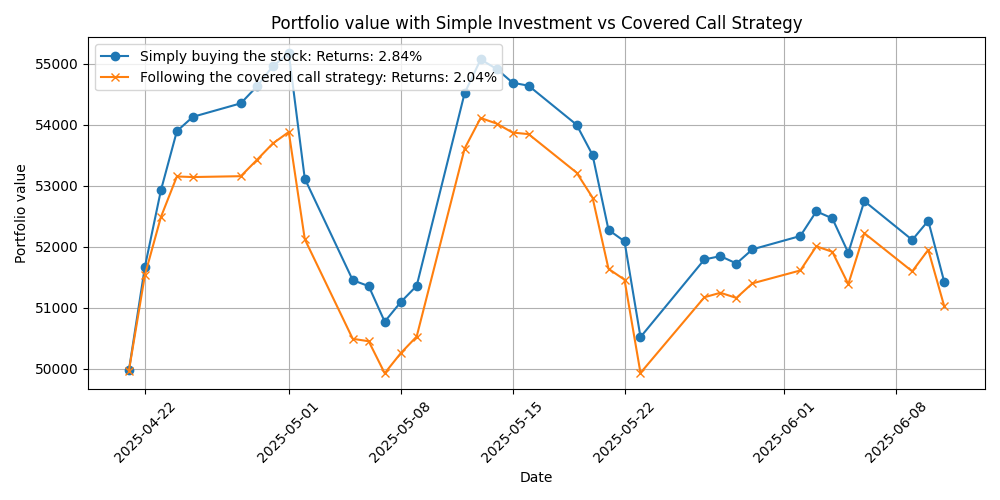 Portfolio value with Simple Investment vs Covered Call Strategy
Simply buying the stock: Returns: 2.84%
Following the covered call strategy: Returns: 2.04%
Portfolio value
55000
54000
53000
52000
51000
50000
2025-04-22
2025-05-01
2025-05-08
2025-05-15
2025-05-22
2025-06-01
2025-06-08
Date